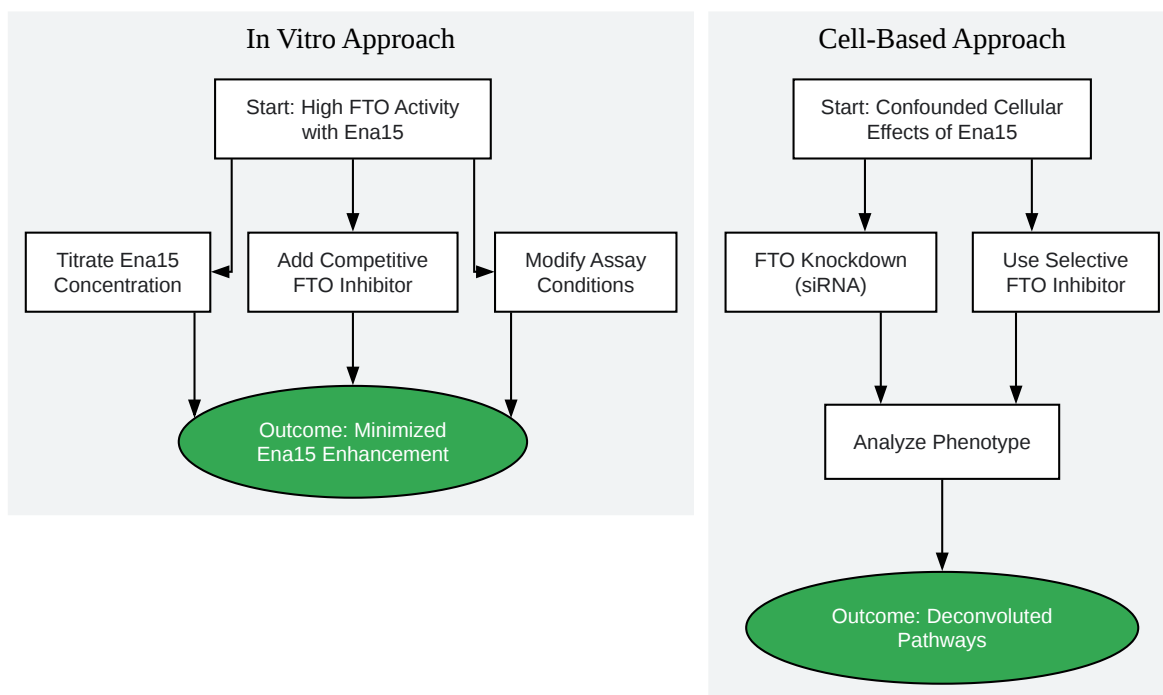 In Vitro Approach
Start: High FTO Activity
with Ena15
Titrate Ena15
Concentration
Add Competitive
FTO Inhibitor
Modify Assay
Conditions
Outcome: Minimized
Ena15 Enhancement
Cell-Based Approach
Start: Confounded Cellular
Effects of Ena15
FTO Knockdown
(siRNA)
Use Selective
FTO Inhibitor
Analyze Phenotype
Outcome: Deconvoluted
Pathways